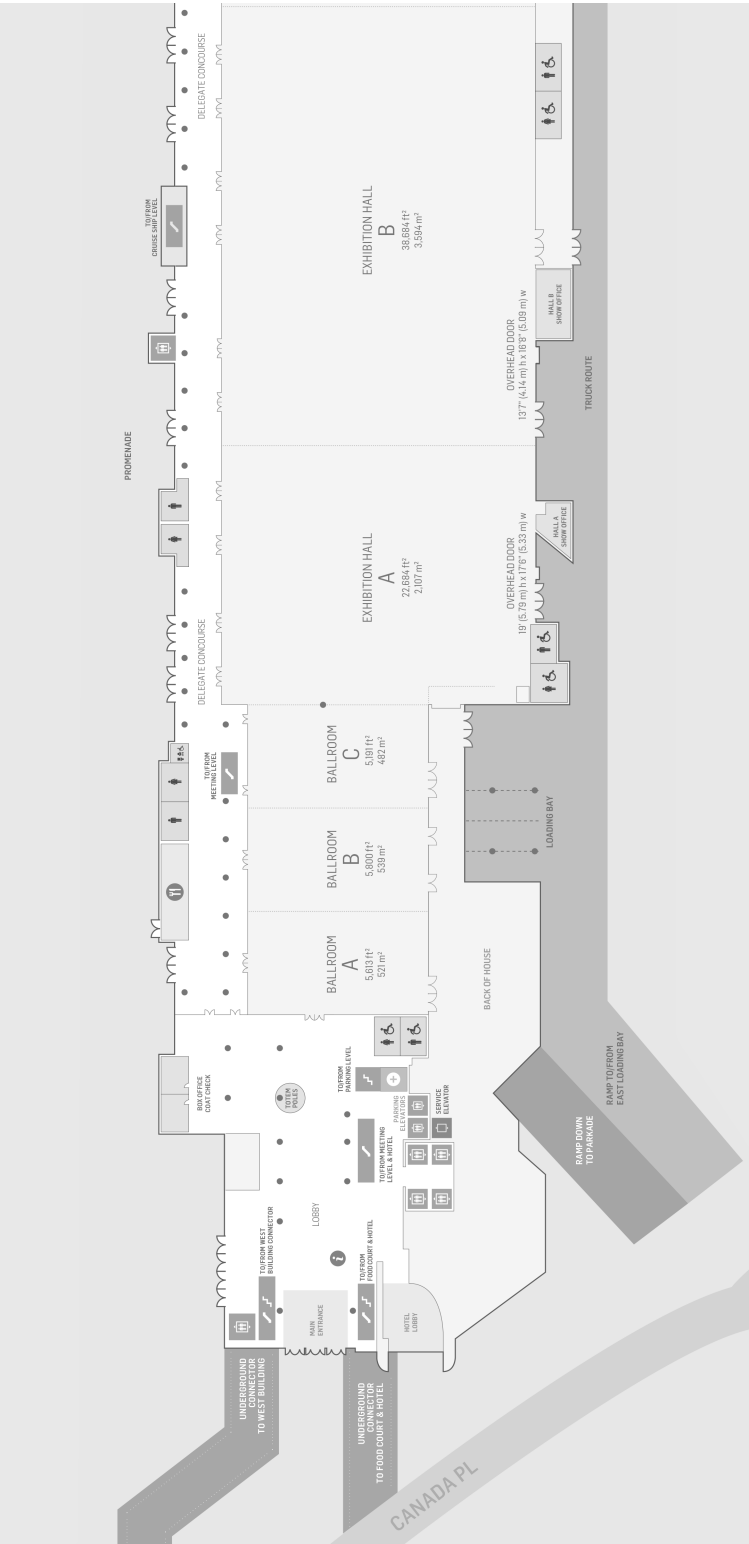 DELEGATE CONCOURSE
TO/FROM
CRUISE SHIP LEVEL
EXHIBITION HALL
B
38,684 ft²
3,594 m²
HALL B
SHOW OFFICE
OVERHEAD DOOR
13'7" (4.14 m) h x 16'8" (5.09 m) w
TRUCK ROUTE
PROMENADE
EXHIBITION HALL
A
22,684 ft²
2,107 m²
HALL A
SHOW OFFICE
OVERHEAD DOOR
19' (5.79 m) h x 17'6" (5.33 m) w
DELEGATE CONCOURSE
TO/FROM
MEETING LEVEL
BALLROOM
C
5,191 ft²
482 m²
LOADING BAY
BALLROOM
B
5,800 ft²
539 m²
BALLROOM
A
5,613 ft²
521 m²
BACK OF HOUSE
BOX OFFICE
COAT CHECK
TOTEM
POLES
TO/FROM
PARKING LEVEL
PARKING
ELEVATORS
SERVICE
ELEVATOR
RAMP TO/FROM
EAST LOADING BAY
RAMP DOWN
TO PARKADE
TO/FROM MEETING
LEVEL & HOTEL
LOBBY
TO/FROM WEST
BUILDING CONNECTOR
i
TO/FROM
FOOD COURT & HOTEL
MAIN
ENTRANCE
HOTEL
LOBBY
UNDERGROUND
CONNECTOR
TO WEST BUILDING
UNDERGROUND
CONNECTOR
TO FOOD COURT & HOTEL
CANADA PL